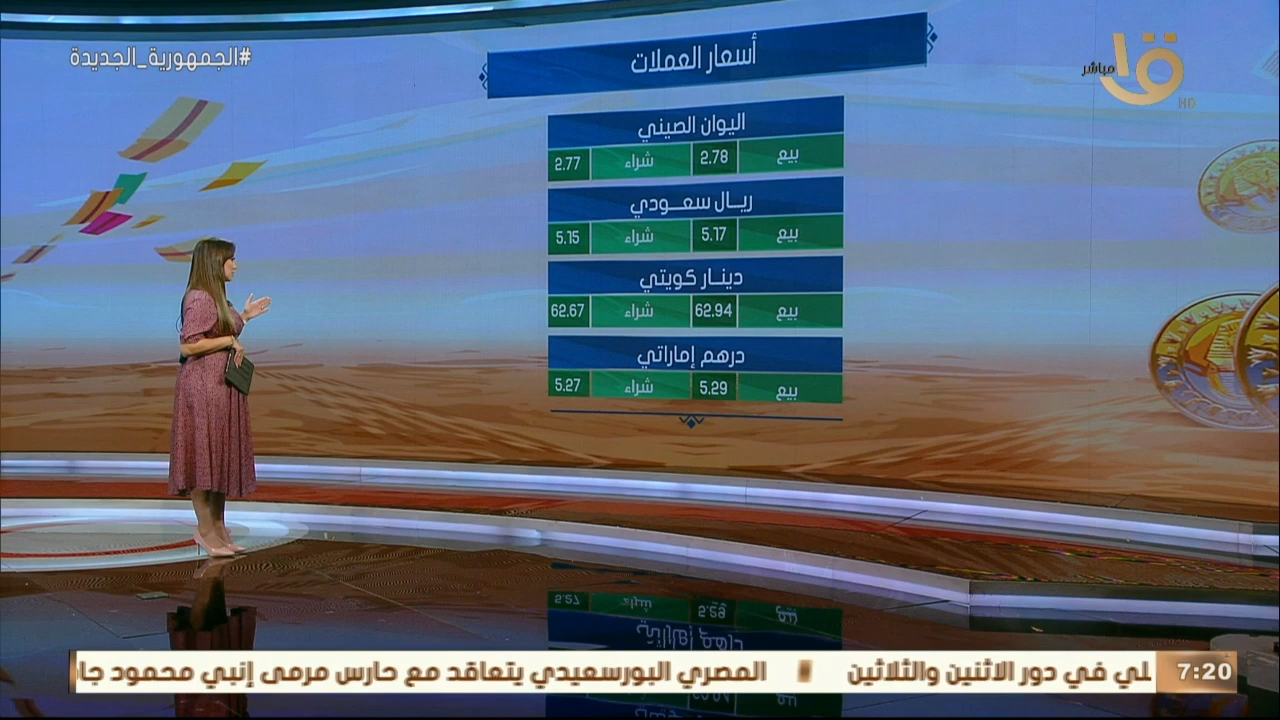 #الجمهورية_الجديدة
مباشر
HD
أسعار العملات
اليوان الصيني
بيع 2.78 شراء 2.77
ريال سعودي
بيع 5.17 شراء 5.15
دينار كويتي
بيع 62.94 شراء 62.67
درهم إماراتي
بيع 5.29 شراء 5.27
7:20
في دور الاثنين والثلاثين المصري البورسعيدي يتعاقد مع حارس مرمى إنبي محمود